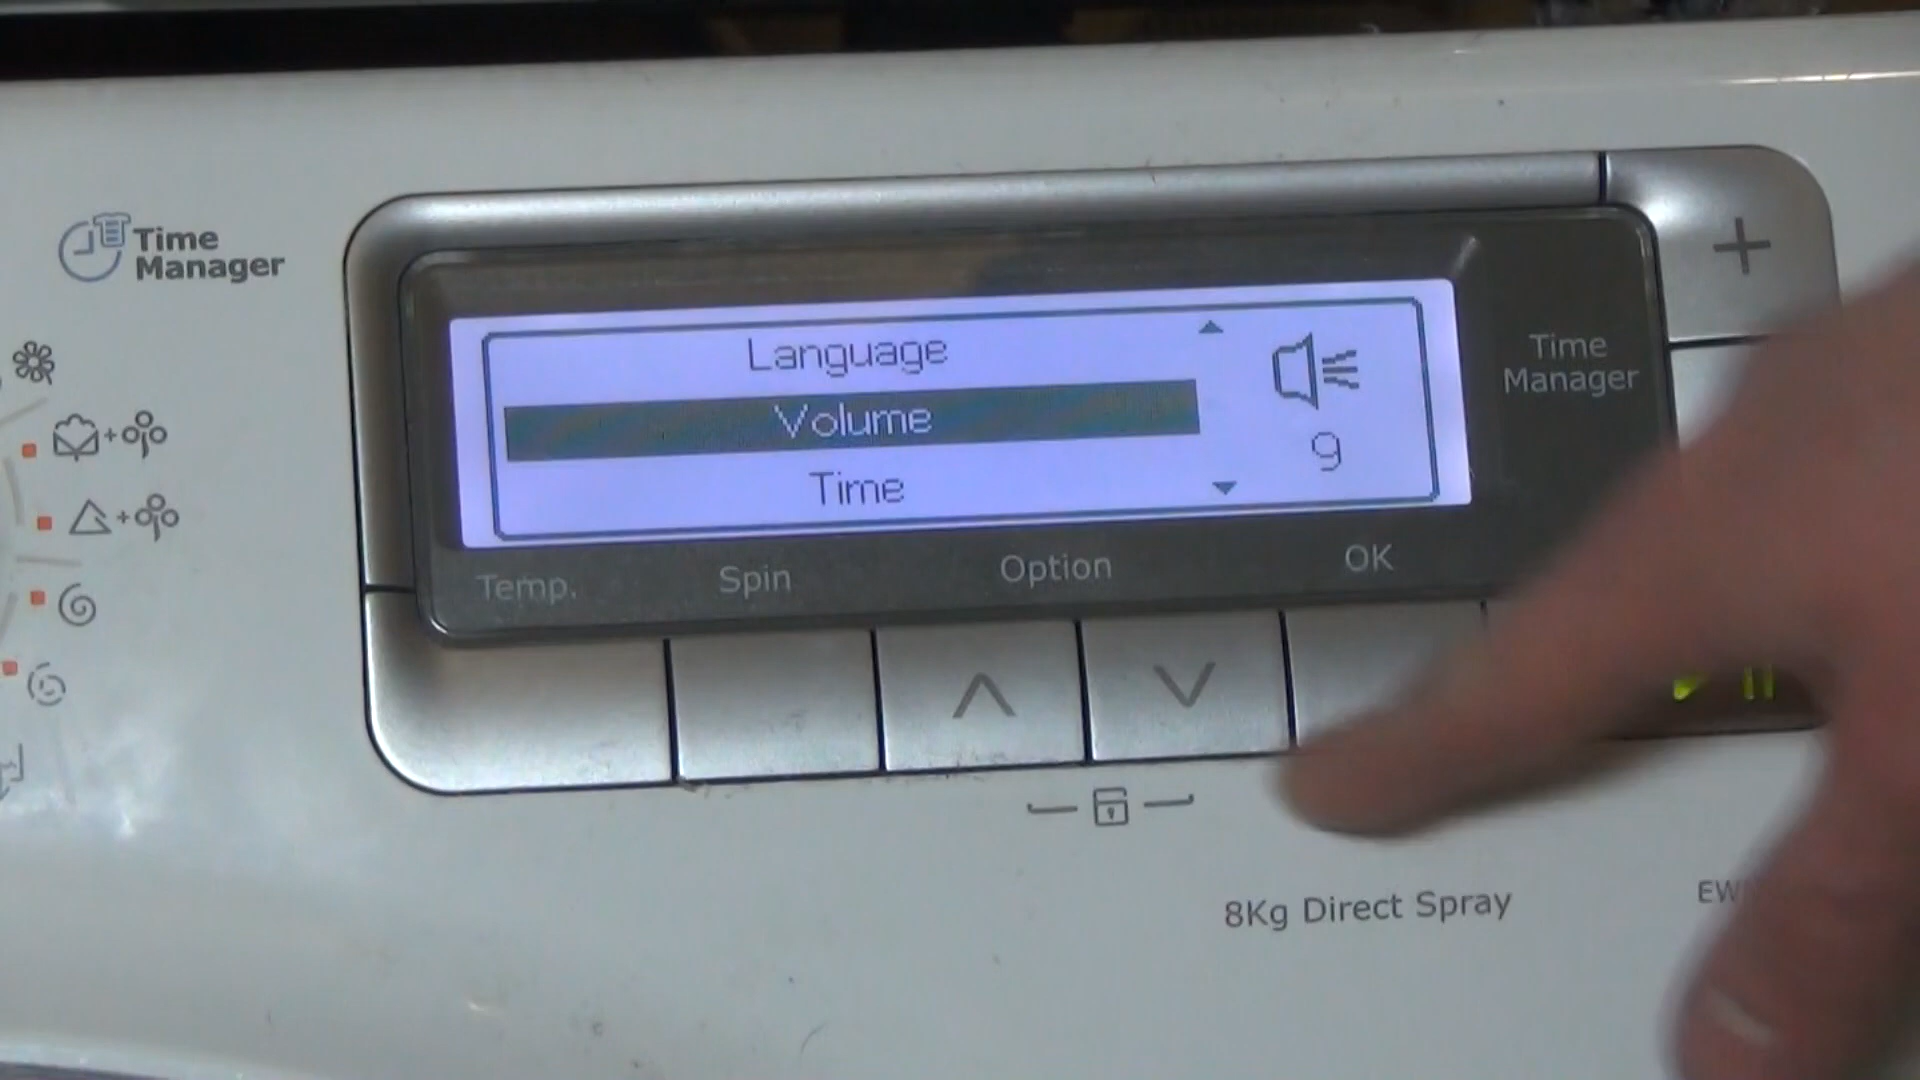 Time
Manager
Language
Volume
9
Time
Time
Manager
+
Temp.
Spin
Option
OK
8Kg Direct Spray